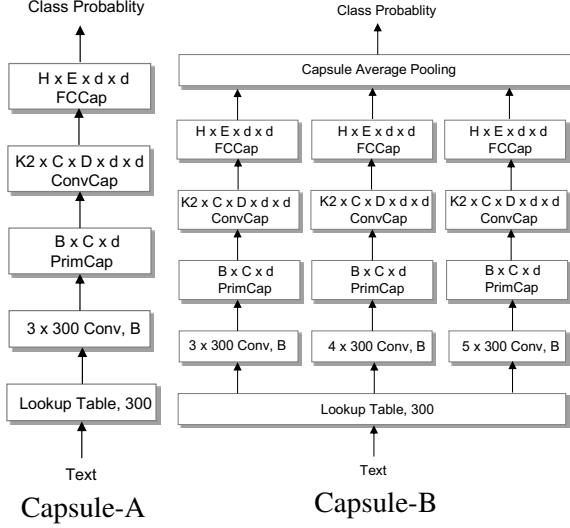 Class Probablity
H x E x d x d
FCCap
K2 x C x D x d x d
ConvCap
B x C x d
PrimCap
3 x 300 Conv, B
Lookup Table, 300
Text
Capsule-A
Class Probablity
Capsule Average Pooling
H x E x d x d
FCCap
H x E x d x d
FCCap
H x E x d x d
FCCap
K2 x C x D x d x d
ConvCap
K2 x C x D x d x d
ConvCap
K2 x C x D x d x d
ConvCap
B x C x d
PrimCap
B x C x d
PrimCap
B x C x d
PrimCap
3 x 300 Conv, B
4 x 300 Conv, B
5 x 300 Conv, B
Lookup Table, 300
Text
Capsule-B